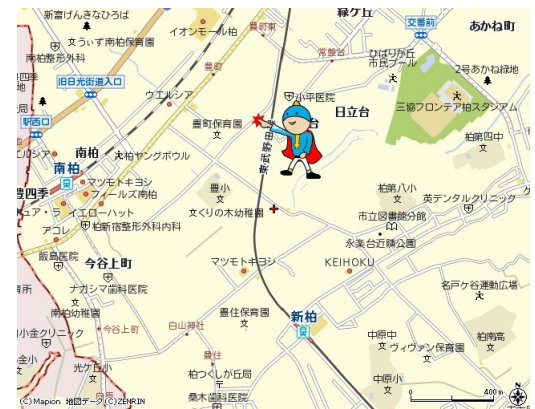 新富げんきなひろば
文うぃず南柏保育園
南柏整形外科
イオンモール柏
豊町東
緑ケ丘
交番前
あかね町
常盤台
ひばりが丘
市民プール
2号あかね緑地
旧日光街道入口
豊町
ウエルシア
小平医院
日立台
三協フロンテア柏スタジアム
駅西口
豊町保育園
台
柏第四中
南柏
柏ヤングボウル
東武野田
南柏
マツモトキヨシ
フィールズ南柏
豊四季
豊小
柏第八小
英デンタルクリニック
イエローハット
文くりの木幼稚園
市立図書館分館
アコレ
柏新宿整形外科内科
永楽台近隣公園
飯島医院
今谷上町
マツモトキヨシ
KEIHOKU
ナガシマ歯科医院
名戸ケ谷運動広場
南柏幼稚園
豊住保育園
新柏
小金クリニック
今谷上町
白山神社
中原中
柏南高
ヴィヴァン保育園
光ケ丘小
豊住
柏つくしが丘局
中原小
桑木歯科医院
400m
(C)Mapion 地図データ(C)ZENRIN